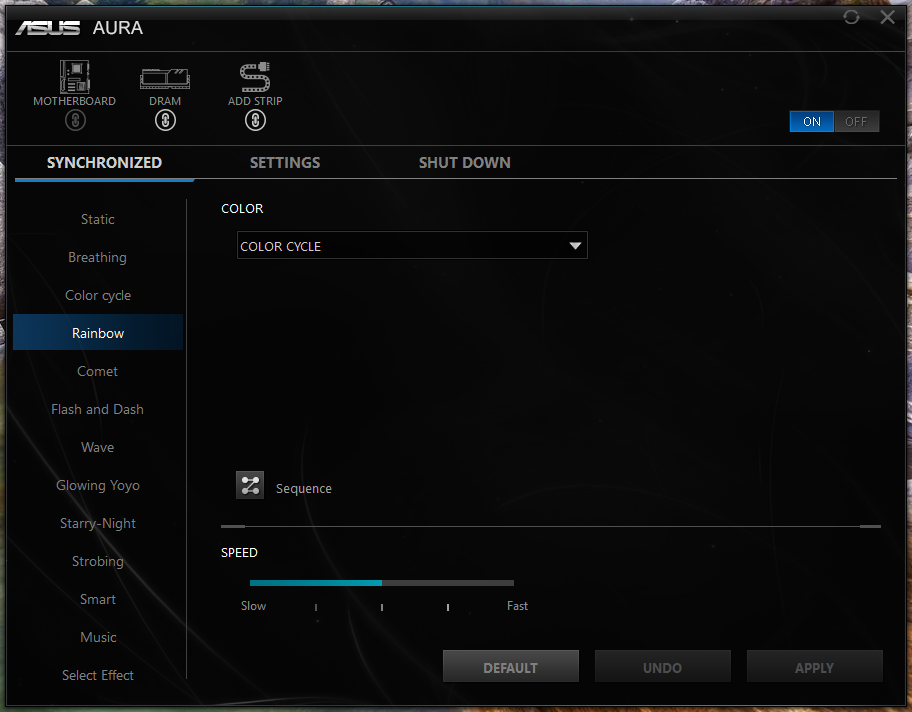 ASUS AURA
MOTHERBOARD
DRAM
ADD STRIP
ON
OFF
SYNCHRONIZED
SETTINGS
SHUT DOWN
Static
Breathing
Color cycle
Rainbow
Comet
Flash and Dash
Wave
Glowing Yoyo
Starry-Night
Strobing
Smart
Music
Select Effect
COLOR
COLOR CYCLE
Sequence
SPEED
Slow
Fast
DEFAULT
UNDO
APPLY